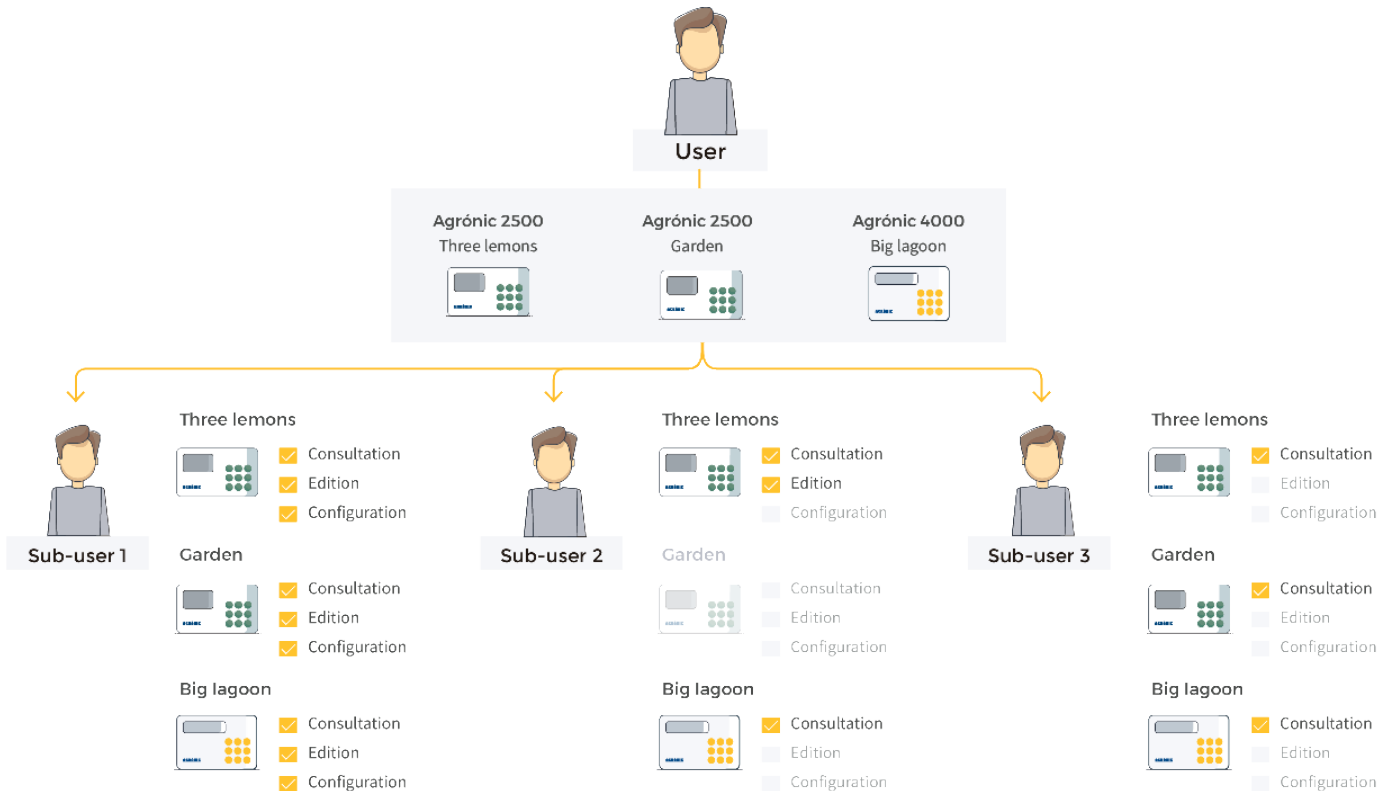 User
Agrónic 2500
Three lemons
Agrónic 2500
Garden
Agrónic 4000
Big lagoon
Sub-user 1
Three lemons
Consultation
Edition
Configuration
Garden
Consultation
Edition
Configuration
Big lagoon
Consultation
Edition
Configuration
Sub-user 2
Three lemons
Consultation
Edition
Configuration
Garden
Consultation
Edition
Configuration
Big lagoon
Consultation
Edition
Configuration
Sub-user 3
Three lemons
Consultation
Edition
Configuration
Garden
Consultation
Edition
Configuration
Big lagoon
Consultation
Edition
Configuration